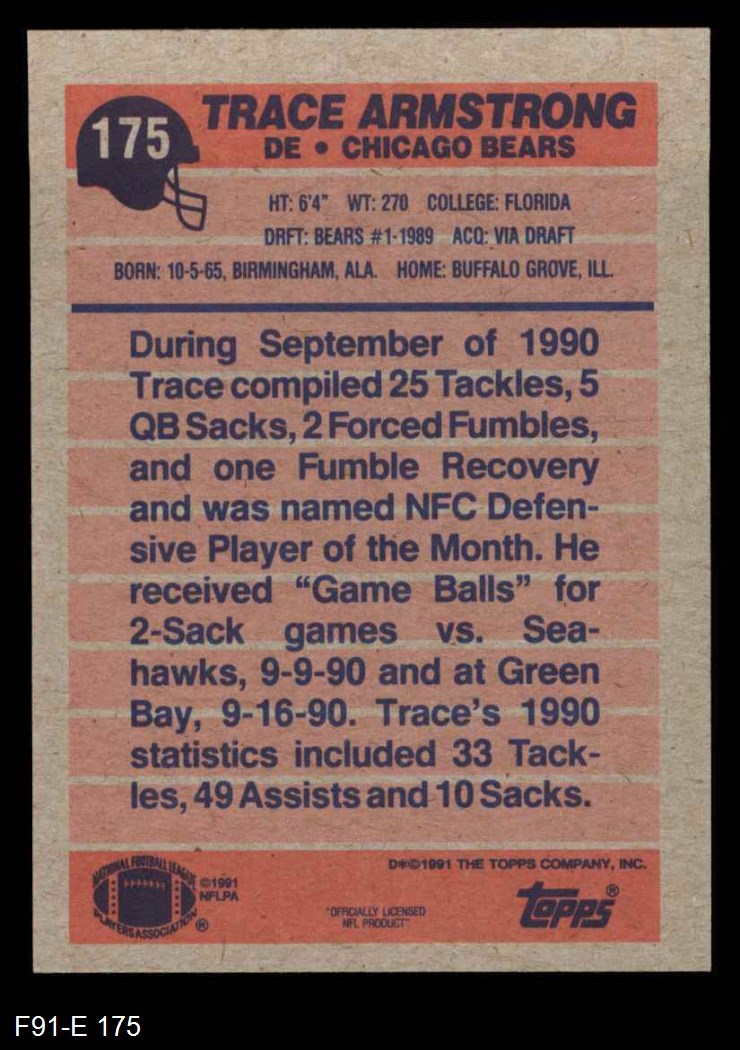 175
TRACE ARMSTRONG
DE • CHICAGO BEARS
HT: 6'4" WT: 270 COLLEGE: FLORIDA
DRFT: BEARS #1-1989 ACQ: VIA DRAFT
BORN: 10-5-65, BIRMINGHAM, ALA. HOME: BUFFALO GROVE, ILL.
During September of 1990
Trace compiled 25 Tackles, 5
QB Sacks, 2 Forced Fumbles,
and one Fumble Recovery
and was named NFC Defen-
sive Player of the Month. He
received “Game Balls” for
2-Sack games vs. Sea-
hawks, 9-9-90 and at Green
Bay, 9-16-90. Trace's 1990
statistics included 33 Tack-
les, 49 Assists and 10 Sacks.
NATIONAL FOOTBALL LEAGUE
PLAYERS ASSOCIATION ®
©1991
NFLPA
"OFFICIALLY LICENSED
NFL PRODUCT"
D*©1991 THE TOPPS COMPANY, INC.
topps®
F91-E 175